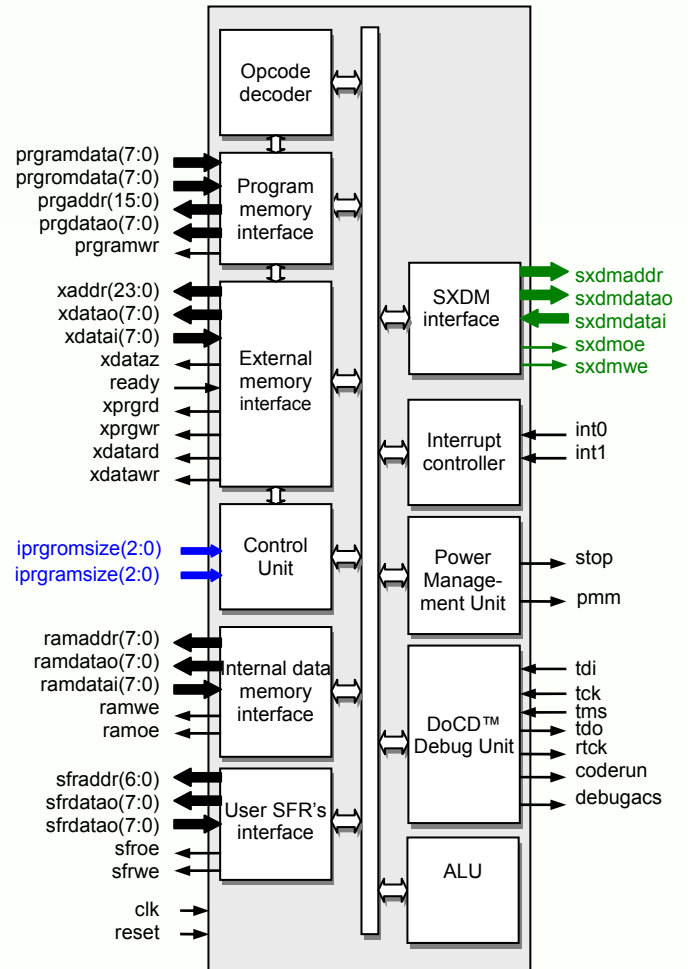 Opcode
decoder
prgramdata(7:0)
prgromdata(7:0)
prgaddr(15:0)
prgdatao(7:0)
prgramwr
Program
memory
interface
xaddr(23:0)
xdatao(7:0)
xdatai(7:0)
xdataz
ready
xprgrd
xprgwr
xdatard
xdatawr
External
memory
interface
iprgromsize(2:0)
iprgramsize(2:0)
Control
Unit
ramaddr(7:0)
ramdatao(7:0)
ramdatai(7:0)
ramwe
ramoe
Internal data
memory
interface
sfraddr(6:0)
sfrdatao(7:0)
sfrdatao(7:0)
sfroe
sfrwe
User SFR's
interface
clk
reset
SXDM
interface
sxdmaddr
sxdmdatao
sxdmdatai
sxdmoe
sxdmwe
Interrupt
controller
int0
int1
Power
Manage-
ment Unit
stop
pmm
DoCD™
Debug Unit
tdi
tck
tms
tdo
rtck
coderun
debugacs
ALU